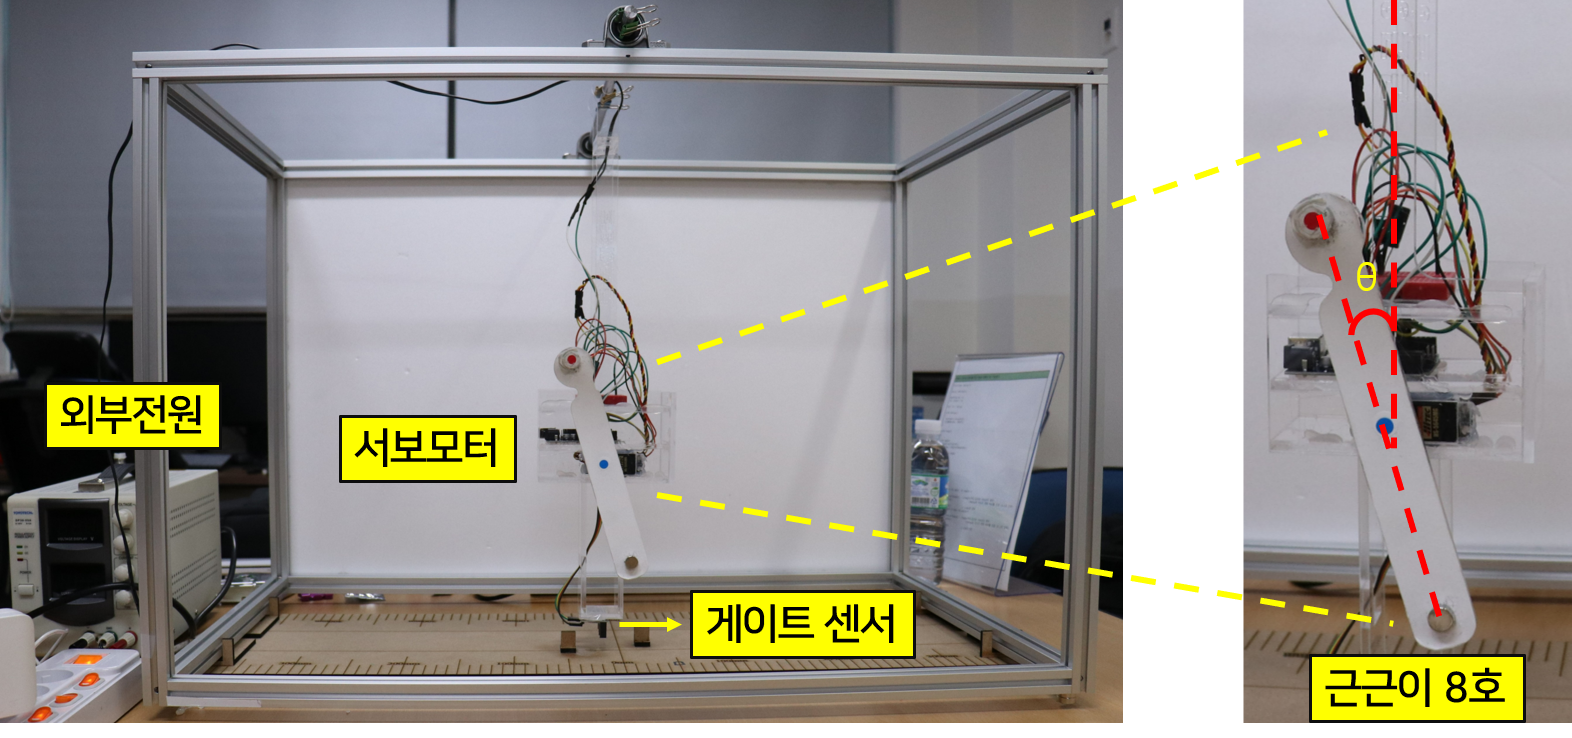 외부전원
서보모터
게이트 센서
θ
근근이 8호